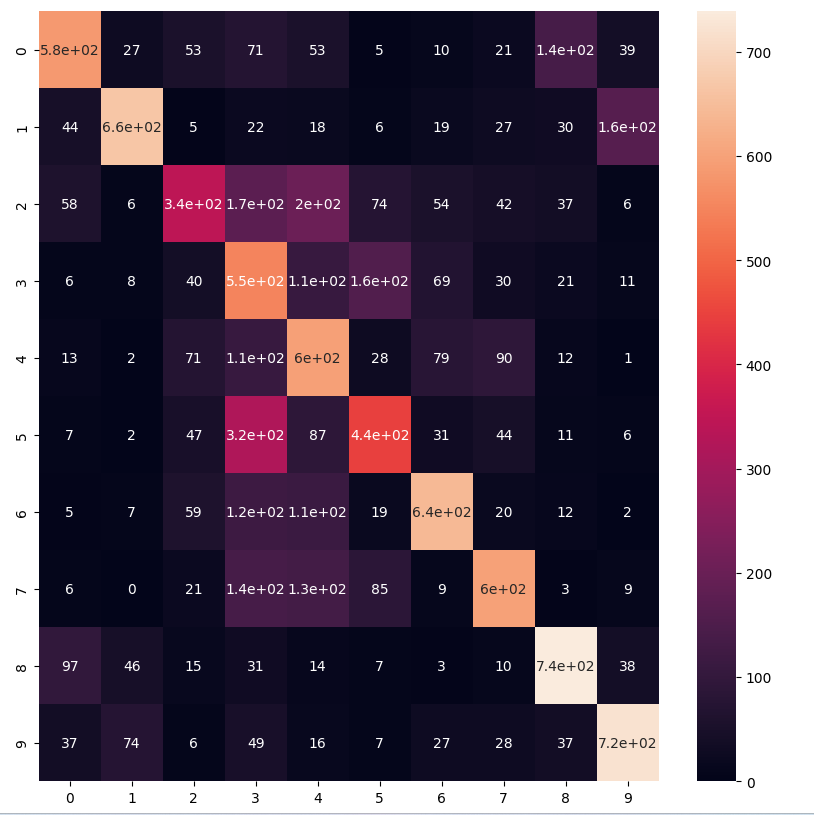 0 5.8e+02 27 53 71 53 5 10 21 1.4e+02 39
1 44 6.6e+02 5 22 18 6 19 27 30 1.6e+02
2 58 6 3.4e+02 1.7e+02 2e+02 74 54 42 37 6
3 6 8 40 5.5e+02 1.1e+02 1.6e+02 69 30 21 11
4 13 2 71 1.1e+02 6e+02 28 79 90 12 1
5 7 2 47 3.2e+02 87 4.4e+02 31 44 11 6
6 5 7 59 1.2e+02 1.1e+02 19 6.4e+02 20 12 2
7 6 0 21 1.4e+02 1.3e+02 85 9 6e+02 3 9
8 97 46 15 31 14 7 3 10 7.4e+02 38
9 37 74 6 49 16 7 27 28 37 7.2e+02
0 1 2 3 4 5 6 7 8 9
700
600
500
400
300
200
100
0